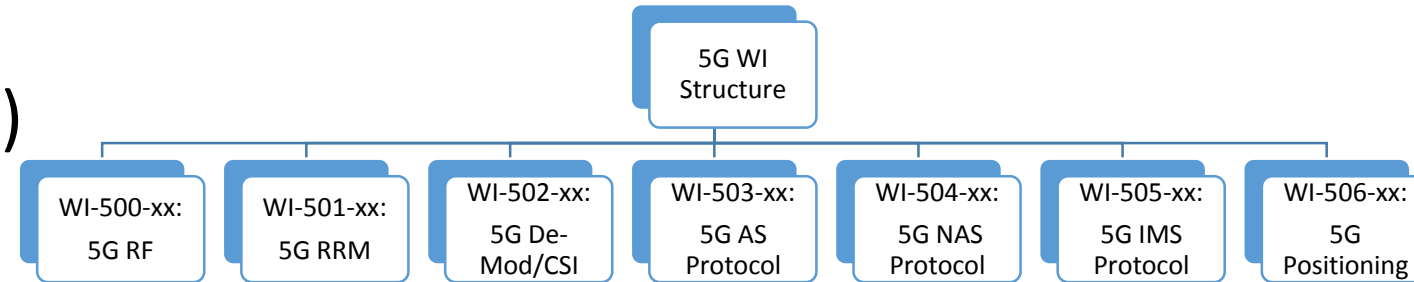 5G WI
Structure
)
WI-500-xx:
5G RF
WI-501-xx:
5G RRM
WI-502-xx:
5G De-
Mod/CSI
WI-503-xx:
5G AS
Protocol
WI-504-xx:
5G NAS
Protocol
WI-505-xx:
5G IMS
Protocol
WI-506-xx:
5G
Positioning